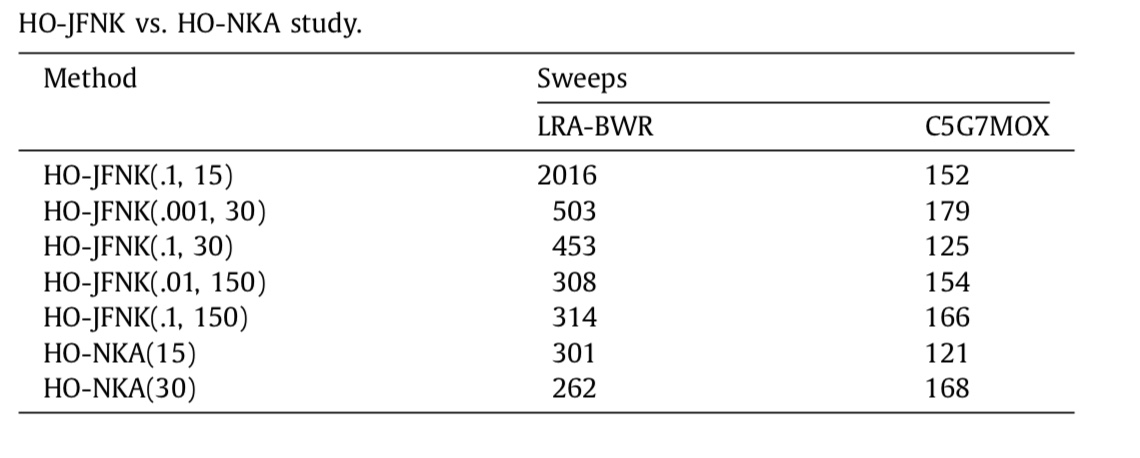 HO-JFNK vs. HO-NKA study.
Method Sweeps
LRA-BWR C5G7MOX
HO-JFNK(.1, 15) 2016 152
HO-JFNK(.001, 30) 503 179
HO-JFNK(.1, 30) 453 125
HO-JFNK(.01, 150) 308 154
HO-JFNK(.1, 150) 314 166
HO-NKA(15) 301 121
HO-NKA(30) 262 168